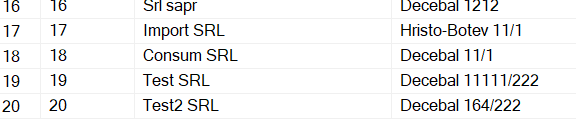 16 16 Srl sapr Decebal 1212
17 17 Import SRL Hristo-Botev 11/1
18 18 Consum SRL Decebal 11/1
19 19 Test SRL Decebal 11111/222
20 20 Test2 SRL Decebal 164/222